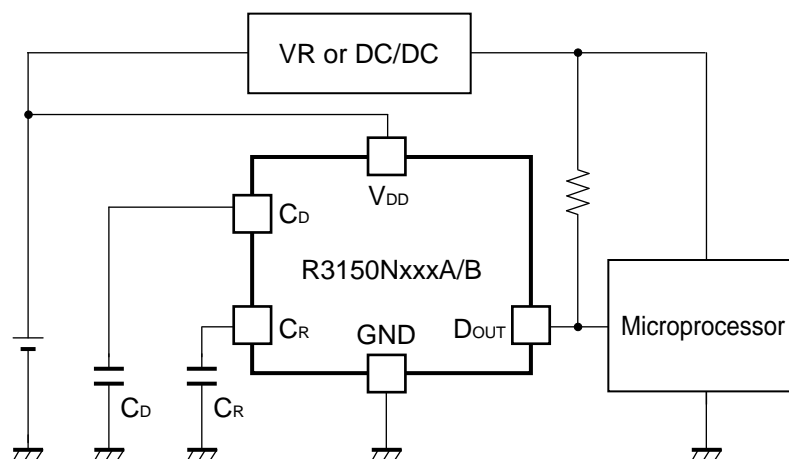 VR or DC/DC
VDD
CD
R3150NxxxA/B
CR
GND
DOUT
Microprocessor
CD
CR